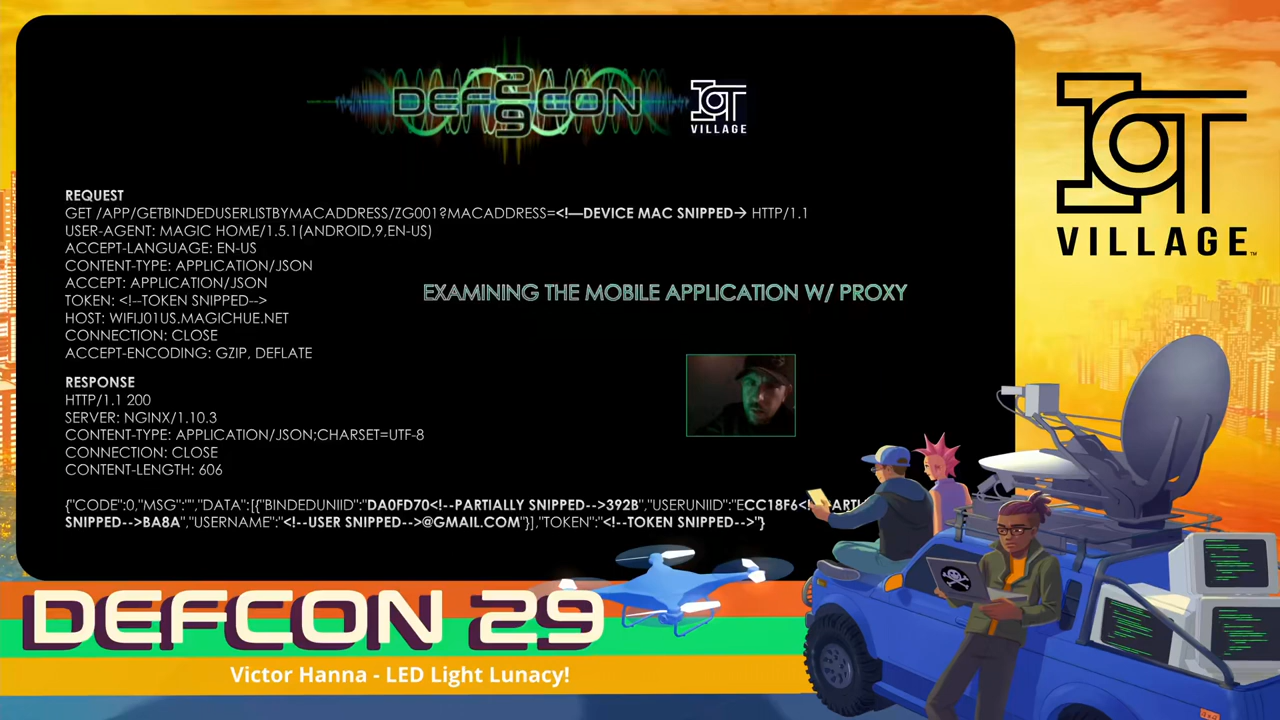 DEFCON
29
IOT
VILLAGE
IOT
VILLAGE™
REQUEST
GET /APP/GETBINDEDUSERLISTBYMACADDRESS/ZG001?MACADDRESS=<!—DEVICE MAC SNIPPED→ HTTP/1.1
USER-AGENT: MAGIC HOME/1.5.1(ANDROID,9,EN-US)
ACCEPT-LANGUAGE: EN-US
CONTENT-TYPE: APPLICATION/JSON
ACCEPT: APPLICATION/JSON
TOKEN: <!--TOKEN SNIPPED-->
HOST: WIFIJ01US.MAGICHUE.NET
CONNECTION: CLOSE
ACCEPT-ENCODING: GZIP, DEFLATE
EXAMINING THE MOBILE APPLICATION W/ PROXY
RESPONSE
HTTP/1.1 200
SERVER: NGINX/1.10.3
CONTENT-TYPE: APPLICATION/JSON;CHARSET=UTF-8
CONNECTION: CLOSE
CONTENT-LENGTH: 606
{"CODE":0,"MSG":"","DATA":[{"BINDEDUNIID":"DA0FD70<!--PARTIALLY SNIPPED-->392B","USERUNIID":"ECC18F6<!--PARTI
SNIPPED-->BA8A","USERNAME":"<!--USER SNIPPED-->@GMAIL.COM"}],"TOKEN":"<!--TOKEN SNIPPED-->"}
DEFCON 29
Victor Hanna - LED Light Lunacy!